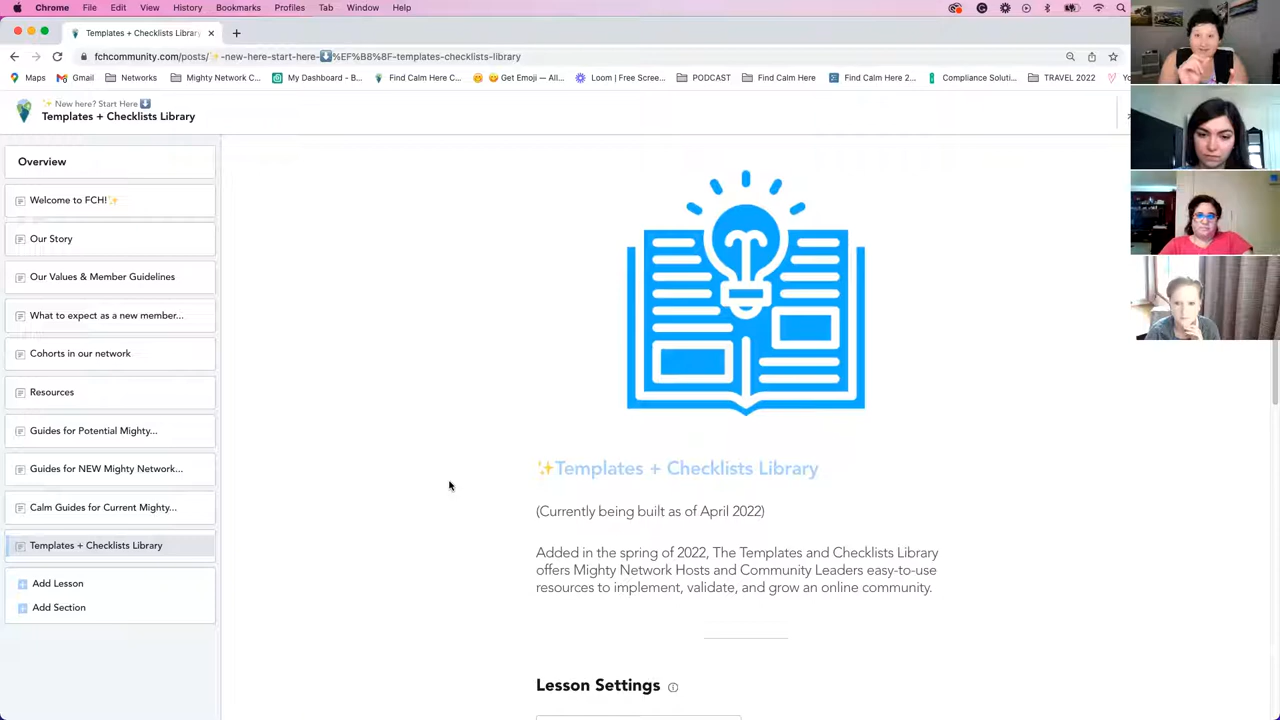 Chrome File Edit View History Bookmarks Profiles Tab Window Help
Templates + Checklists Library
fchcommunity.com/posts/✨-new-here-start-here-⬇️%EF%B8%8F-templates-checklists-library
Maps Gmail Networks Mighty Network C... My Dashboard - B... Find Calm Here C... Get Emoji — All... Loom | Free Scree... PODCAST Find Calm Here Find Calm Here 2... Compliance Soluti... TRAVEL 2022
✨ New here? Start Here ⬇️
Templates + Checklists Library
Overview
Welcome to FCH!✨
Our Story
Our Values & Member Guidelines
What to expect as a new member...
Cohorts in our network
Resources
Guides for Potential Mighty...
Guides for NEW Mighty Network...
Calm Guides for Current Mighty...
Templates + Checklists Library
Add Lesson
Add Section
✨Templates + Checklists Library
(Currently being built as of April 2022)
Added in the spring of 2022, The Templates and Checklists Library
offers Mighty Network Hosts and Community Leaders easy-to-use
resources to implement, validate, and grow an online community.
Lesson Settings